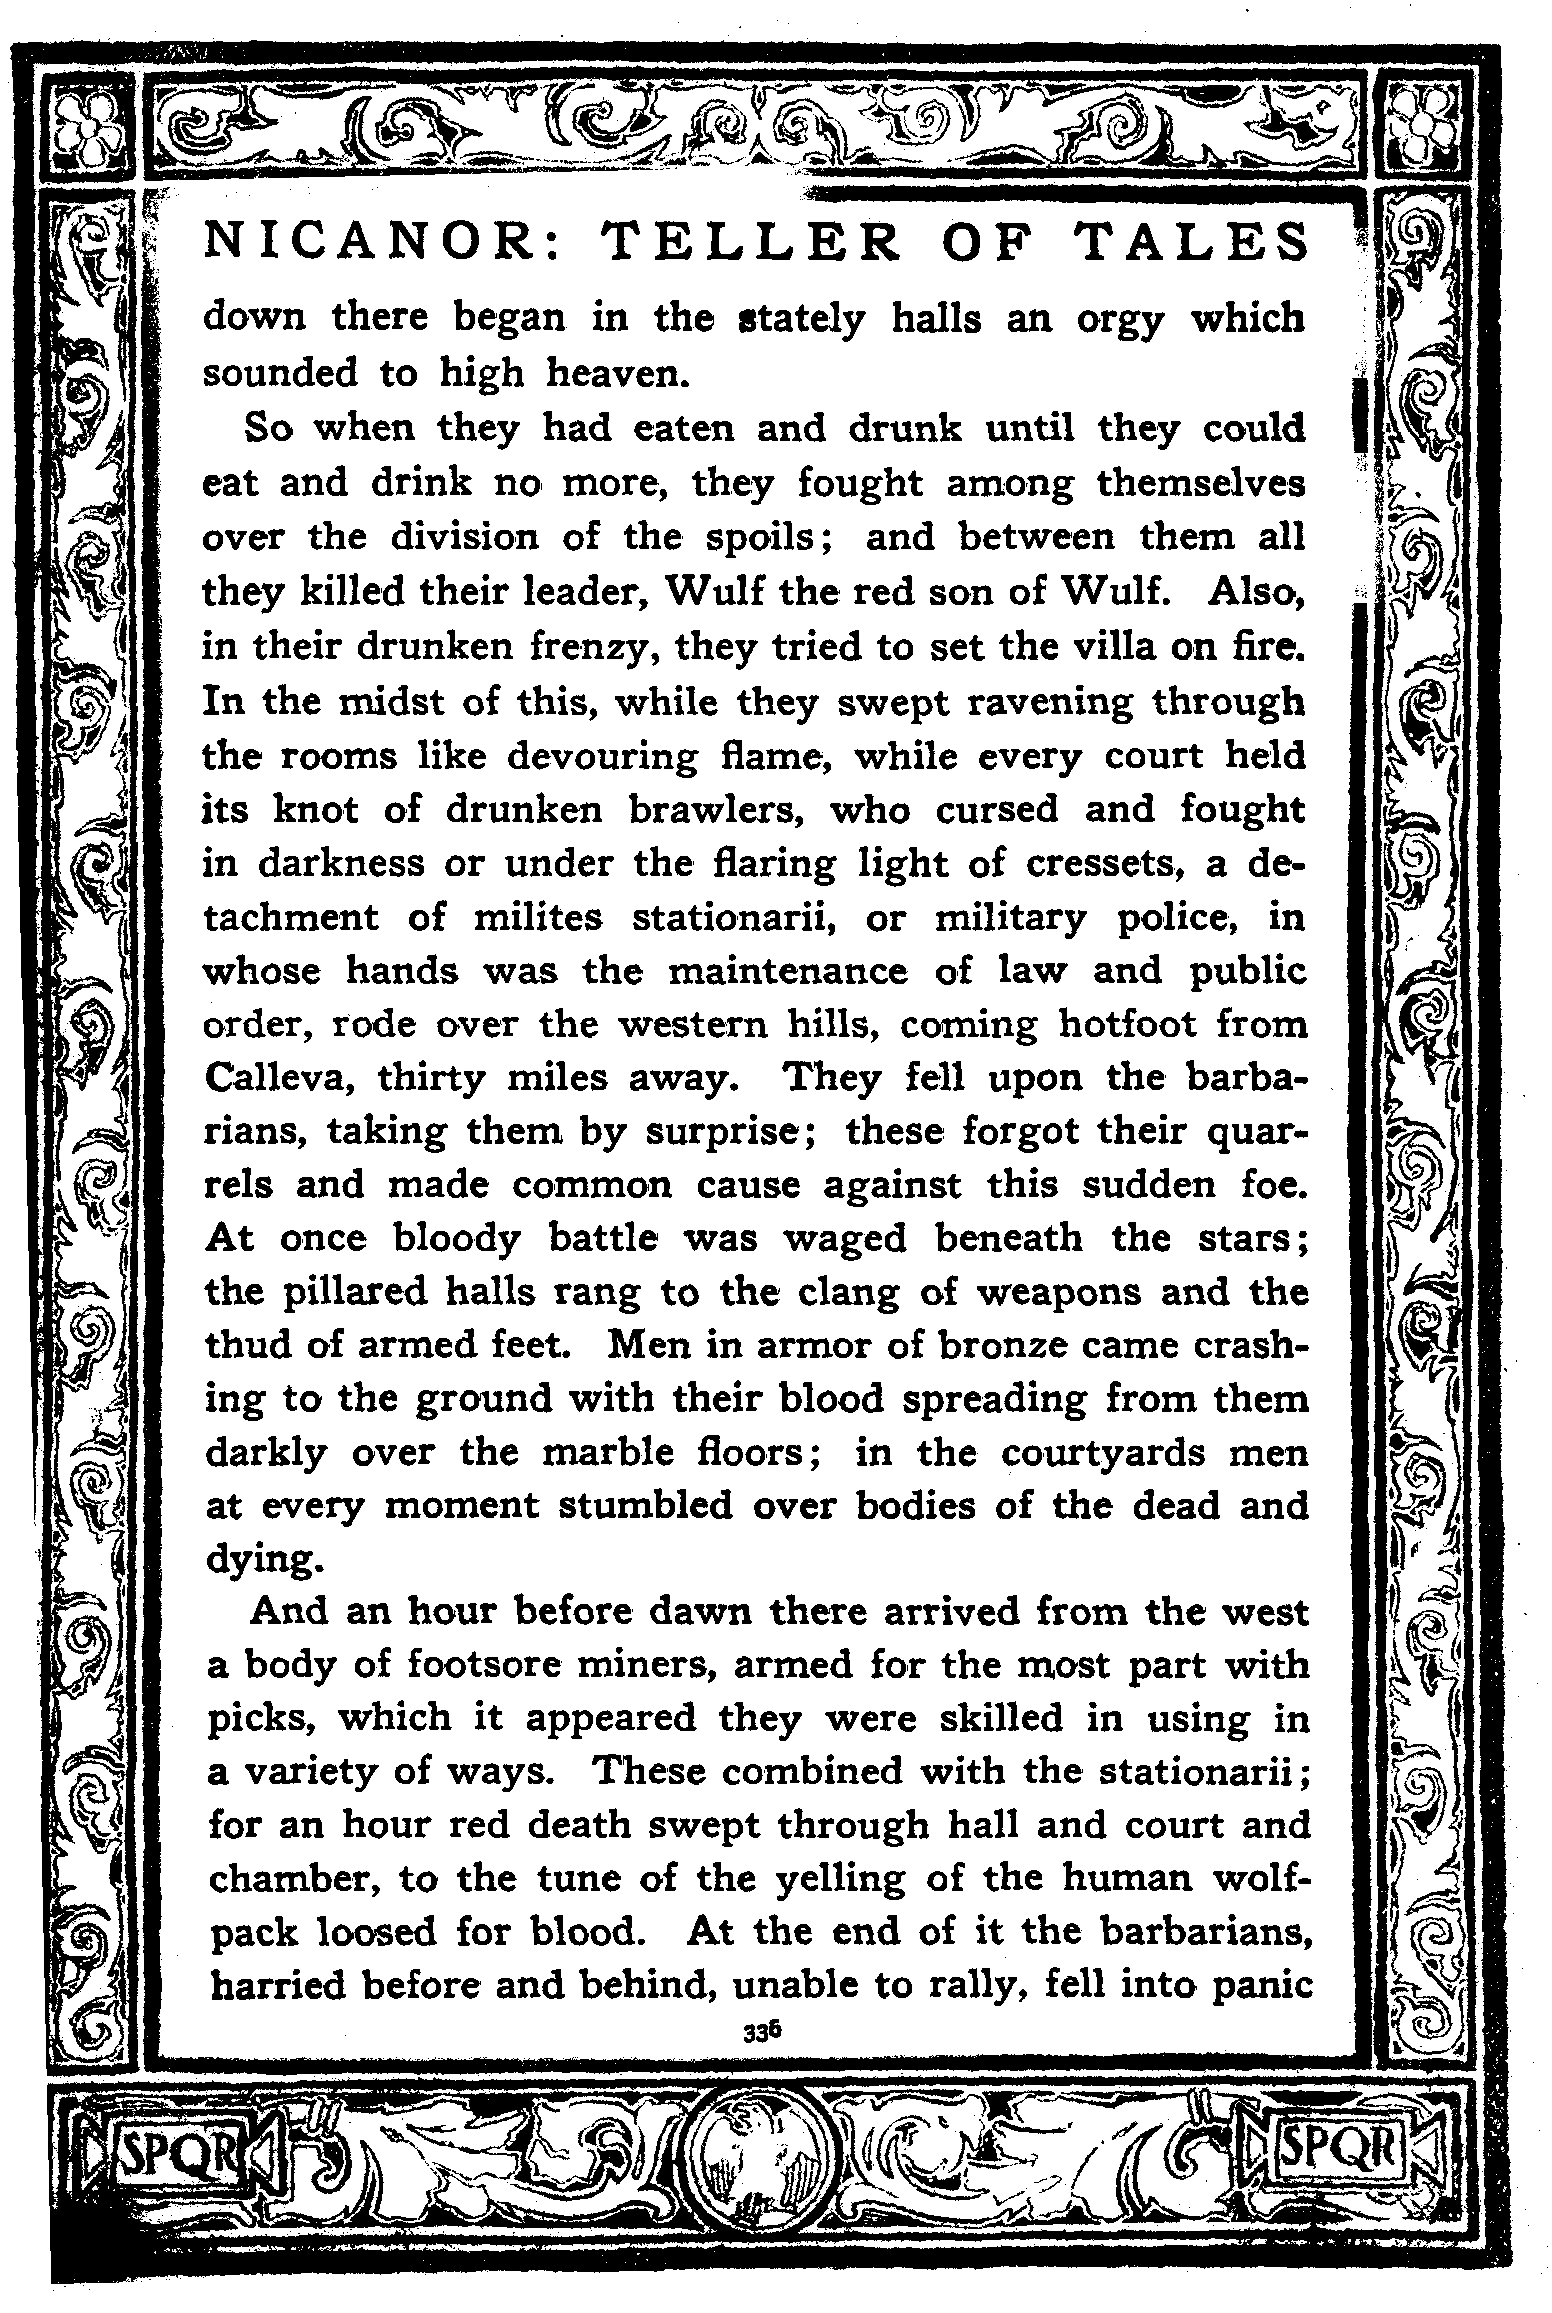 NICANOR: TELLER OF TALES
down there began in the stately halls an orgy which
sounded to high heaven.
So when they had eaten and drunk until they could
eat and drink no more, they fought among themselves
over the division of the spoils; and between them all
they killed their leader, Wulf the red son of Wulf. Also,
in their drunken frenzy, they tried to set the villa on fire.
In the midst of this, while they swept ravening through
the rooms like devouring flame, while every court held
its knot of drunken brawlers, who cursed and fought
in darkness or under the flaring light of cressets, a de-
tachment of milites stationarii, or military police, in
whose hands was the maintenance of law and public
order, rode over the western hills, coming hotfoot from
Calleva, thirty miles away. They fell upon the barba-
rians, taking them by surprise; these forgot their quar-
rels and made common cause against this sudden foe.
At once bloody battle was waged beneath the stars;
the pillared halls rang to the clang of weapons and the
thud of armed feet. Men in armor of bronze came crash-
ing to the ground with their blood spreading from them
darkly over the marble floors; in the courtyards men
at every moment stumbled over bodies of the dead and
dying.
And an hour before dawn there arrived from the west
a body of footsore miners, armed for the most part with
picks, which it appeared they were skilled in using in
a variety of ways. These combined with the stationarii;
for an hour red death swept through hall and court and
chamber, to the tune of the yelling of the human wolf-
pack loosed for blood. At the end of it the barbarians,
harried before and behind, unable to rally, fell into panic
336
SPQR
SPQR